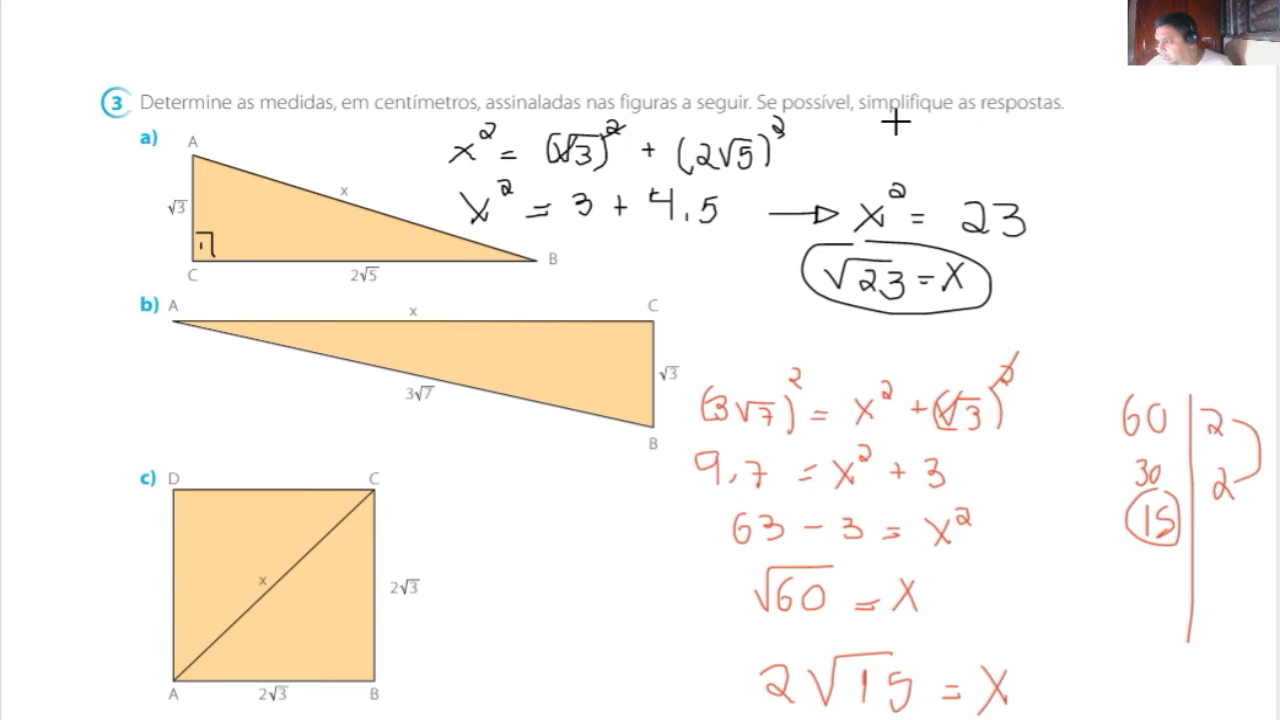 3 Determine as medidas, em centímetros, assinaladas nas figuras a seguir. Se possível, simplifique as respostas.
a)
A
√3
x
C
2√5
B
x² = (√3)² + (2√5)²
x² = 3 + 4.5 → x² = 23
√23 = x
b)
A
x
C
3√7
√3
B
(3√7)² = x² + (√3)²
9.7 = x² + 3
63 - 3 = x²
√60 = x
2√15 = x
60 | 2
30 | 2
15
c)
D
C
x
2√3
A
2√3
B